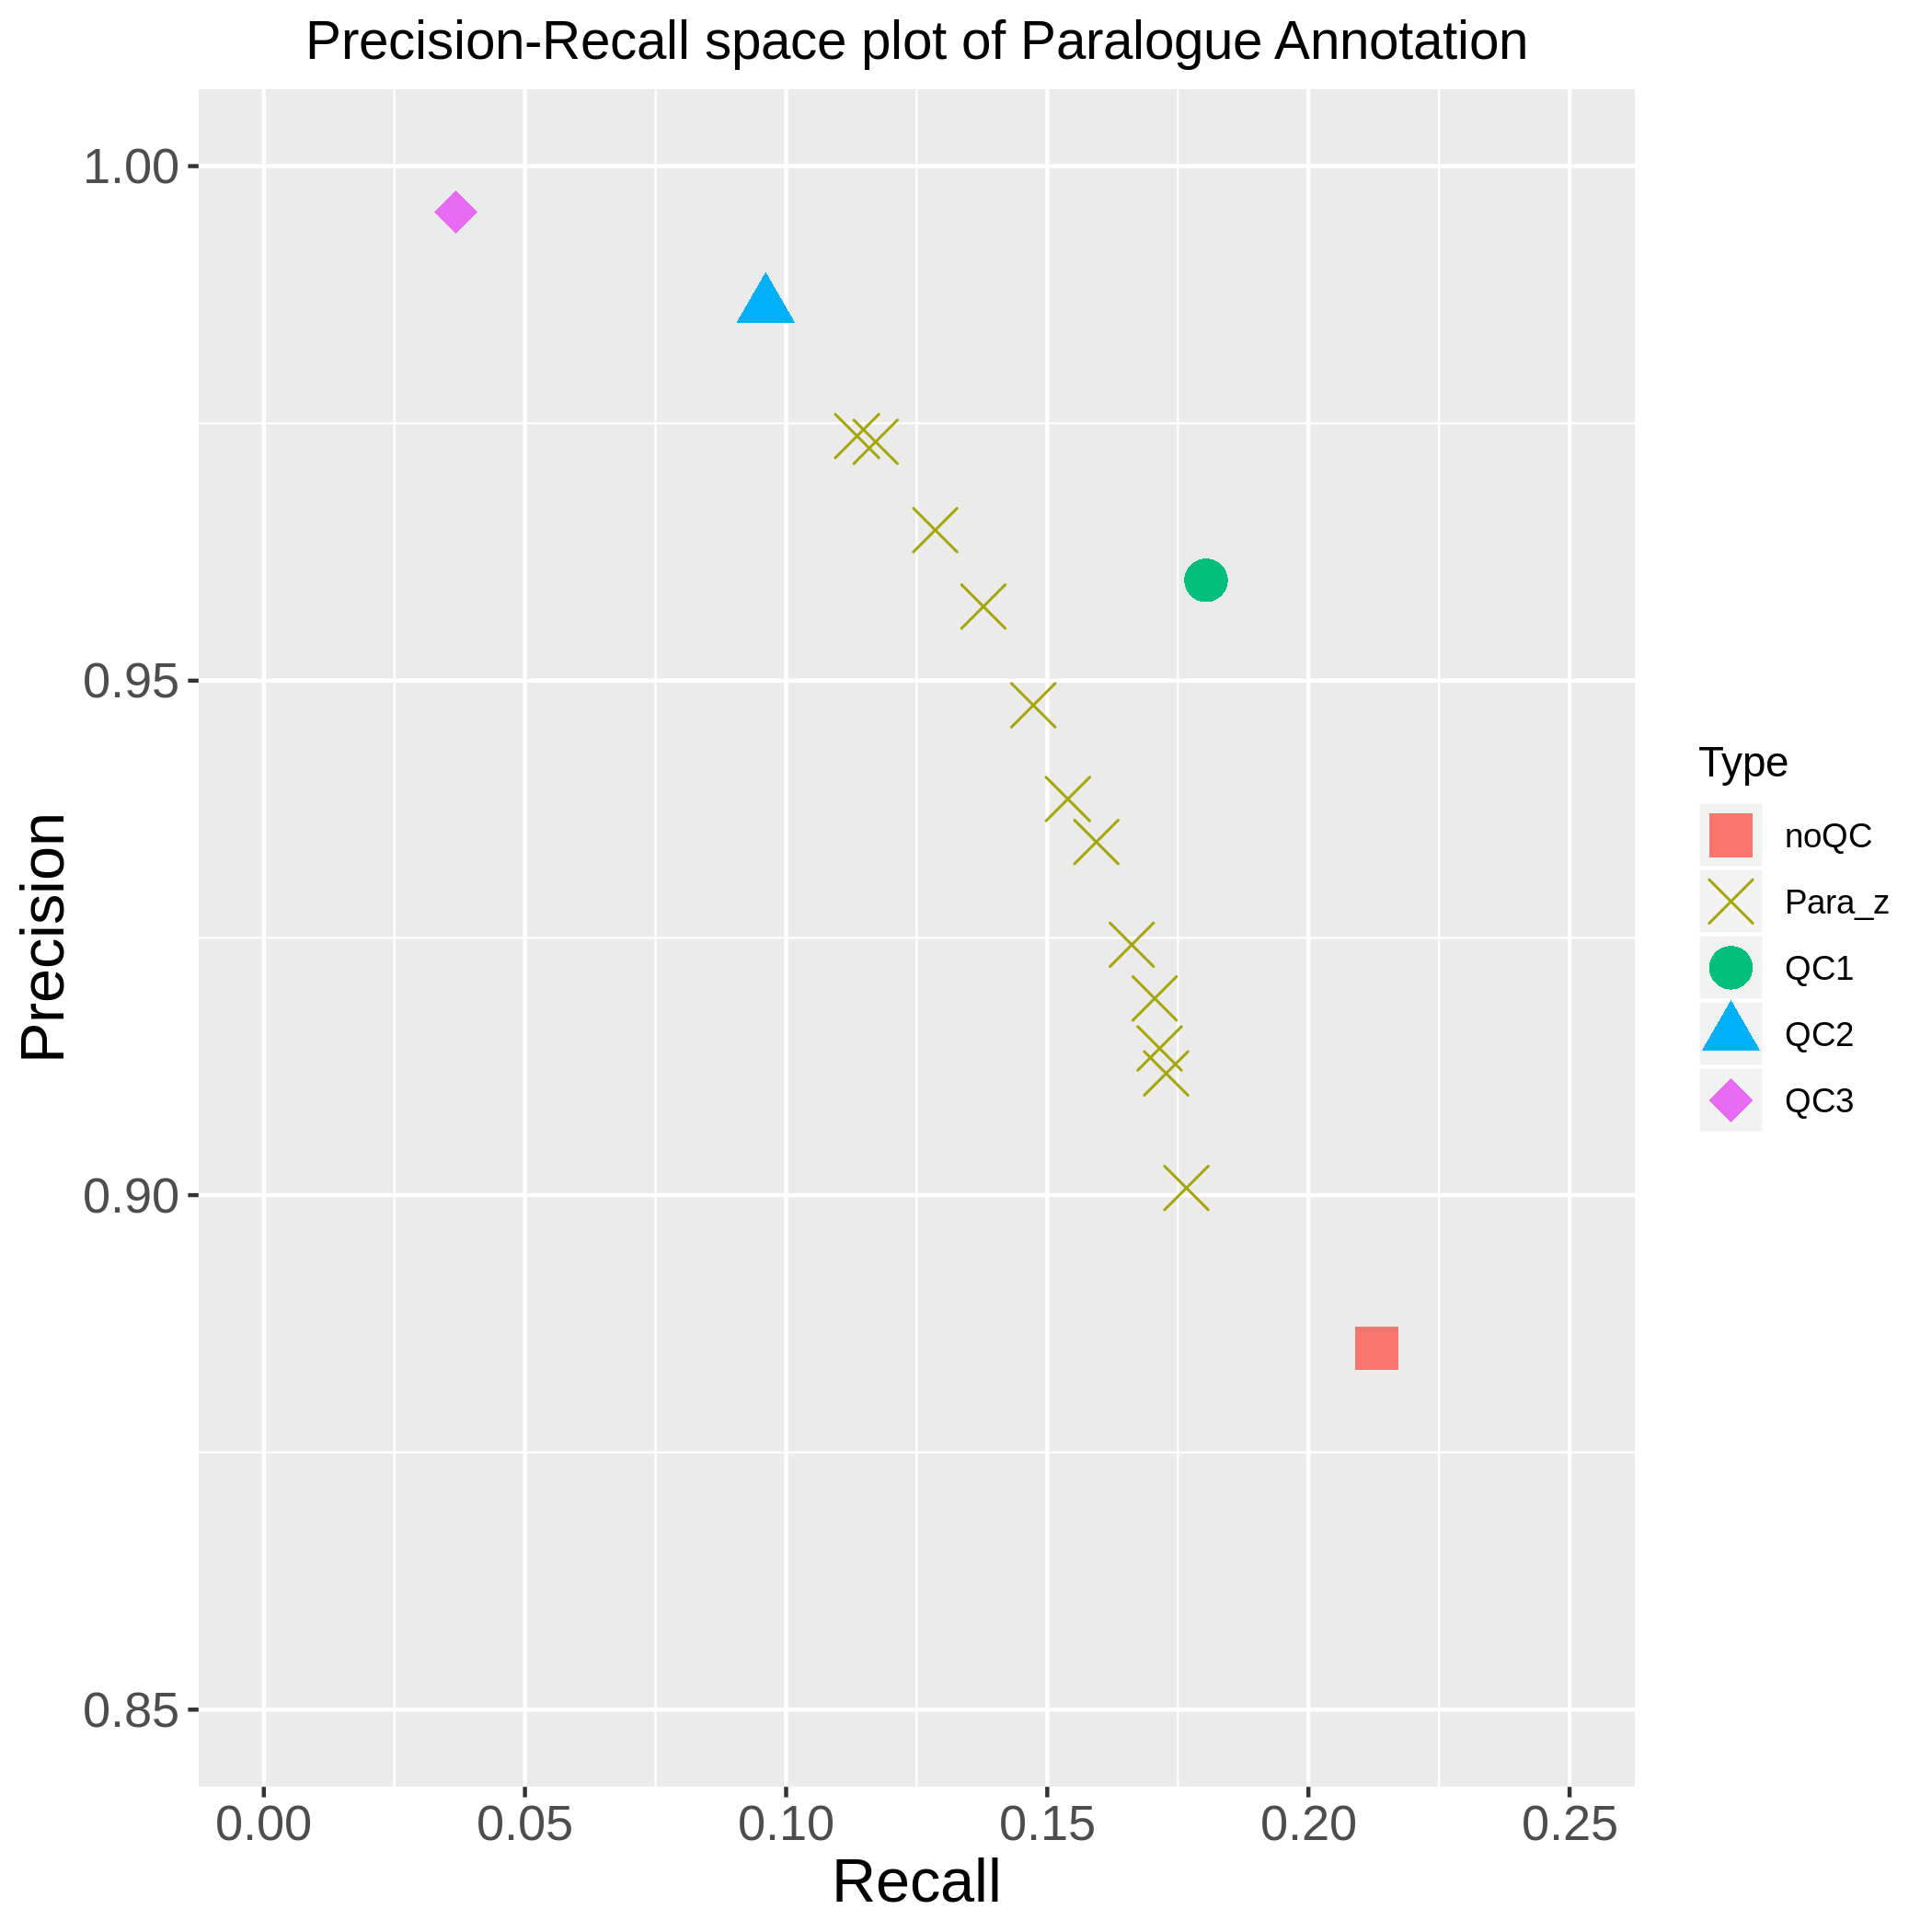 Precision-Recall space plot of Paralogue Annotation
1.00
0.95
0.90
0.85
Precision
0.00 0.05 0.10 0.15 0.20 0.25
Recall
Type
noQC
Para_z
QC1
QC2
QC3